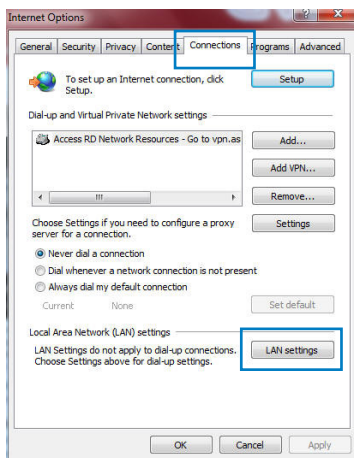 Internet Options
General Security Privacy Content Connections Programs Advanced
To set up an Internet connection, click
Setup.
Setup
Dial-up and Virtual Private Network settings
Access RD Network Resources - Go to vpn.as
Add...
Add VPN...
Remove...
Choose Settings if you need to configure a proxy
server for a connection.
Settings
Never dial a connection
Dial whenever a network connection is not present
Always dial my default connection
Current None
Set default
Local Area Network (LAN) settings
LAN Settings do not apply to dial-up connections.
Choose Settings above for dial-up settings.
LAN settings
OK Cancel Apply